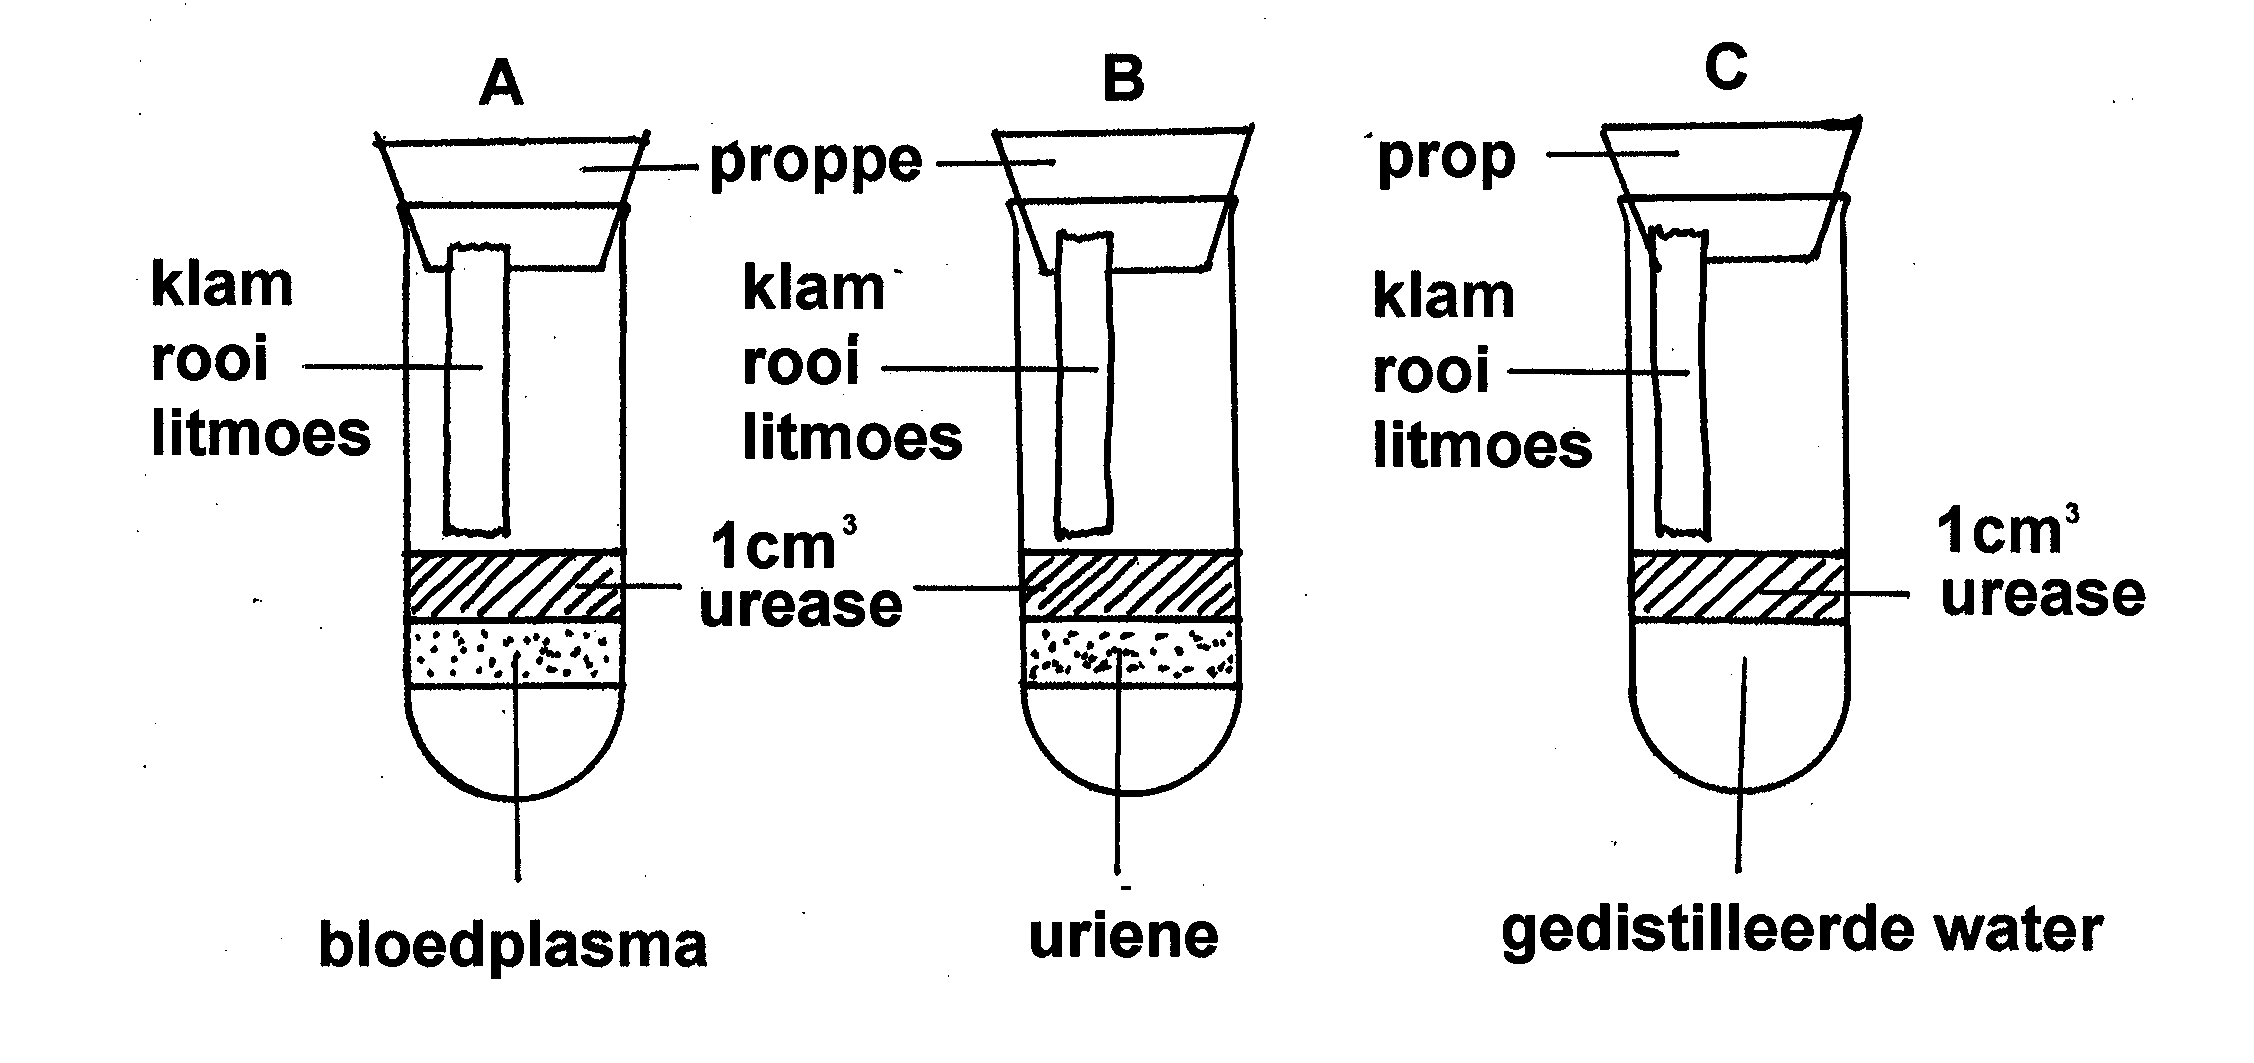 A
B
C
proppe
prop
klam
rooi
litmoes
klam
rooi
litmoes
klam
rooi
litmoes
1cm³
urease
1cm³
urease
bloedplasma
uriene
gedistilleerde water